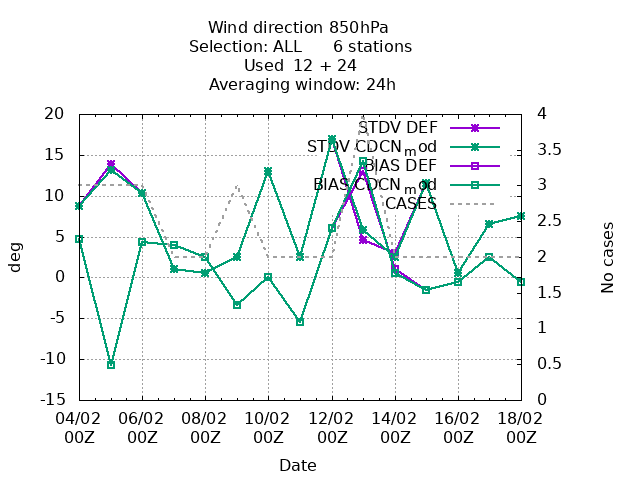 Wind direction 850hPa
Selection: ALL 6 stations
Used 12 + 24
Averaging window: 24h
20
15
10
5
0
-5
-10
-15
deg
4
3.5
3
2.5
2
1.5
1
0.5
0
No cases
STDV DEF
STDV CDCNmod
BIAS DEF
BIAS CDCNmod
CASES
04/02 06/02 08/02 10/02 12/02 14/02 16/02 18/02
00Z 00Z 00Z 00Z 00Z 00Z 00Z 00Z
Date